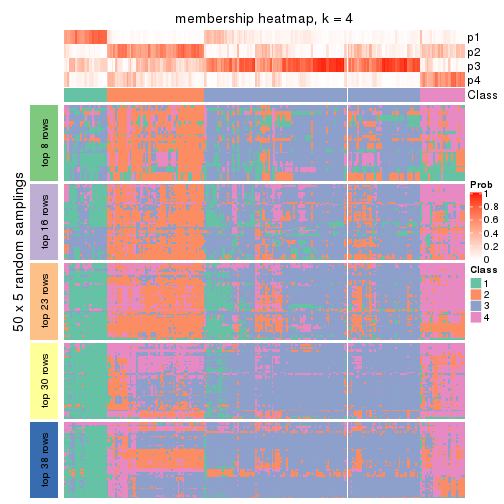 membership heatmap, k = 4
p1
p2
p3
p4
Class
50 x 5 random samplings
top 8 rows
top 16 rows
top 23 rows
top 30 rows
top 38 rows
Prob
1
0.8
0.6
0.4
0.2
0
Class
1
2
3
4